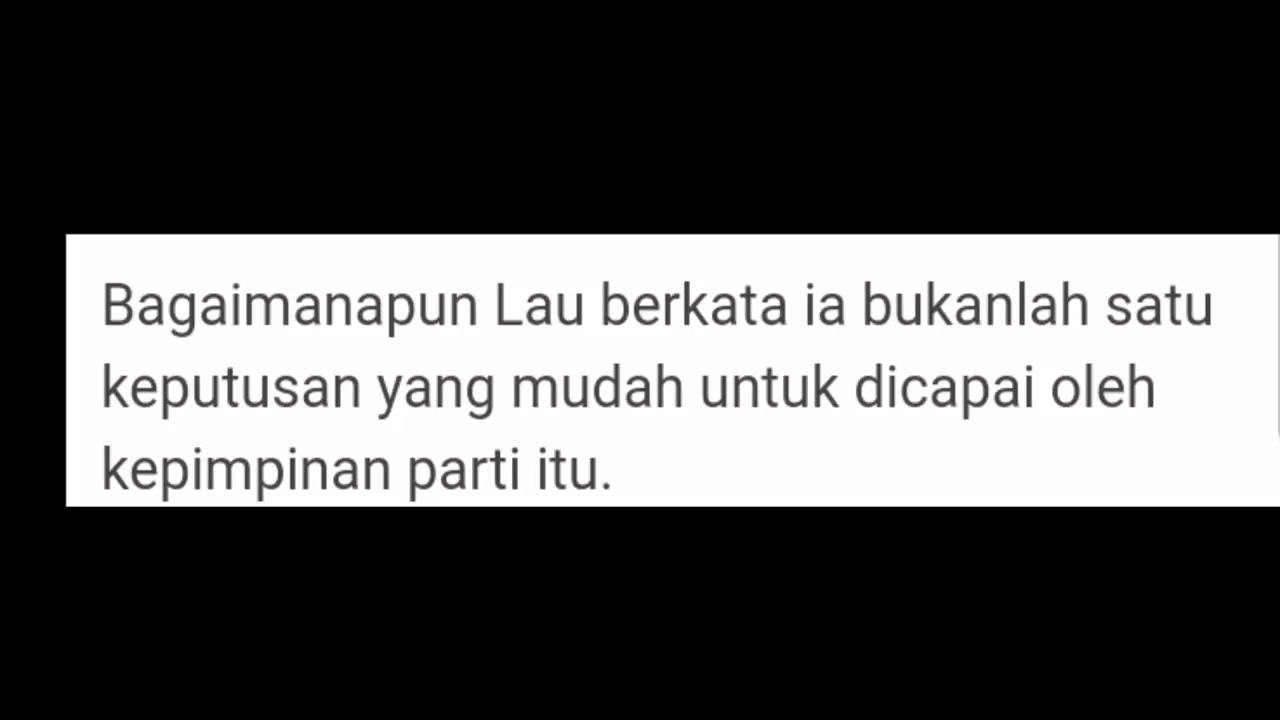 Bagaimanapun Lau berkata ia bukanlah satu
keputusan yang mudah untuk dicapai oleh
kepimpinan parti itu.